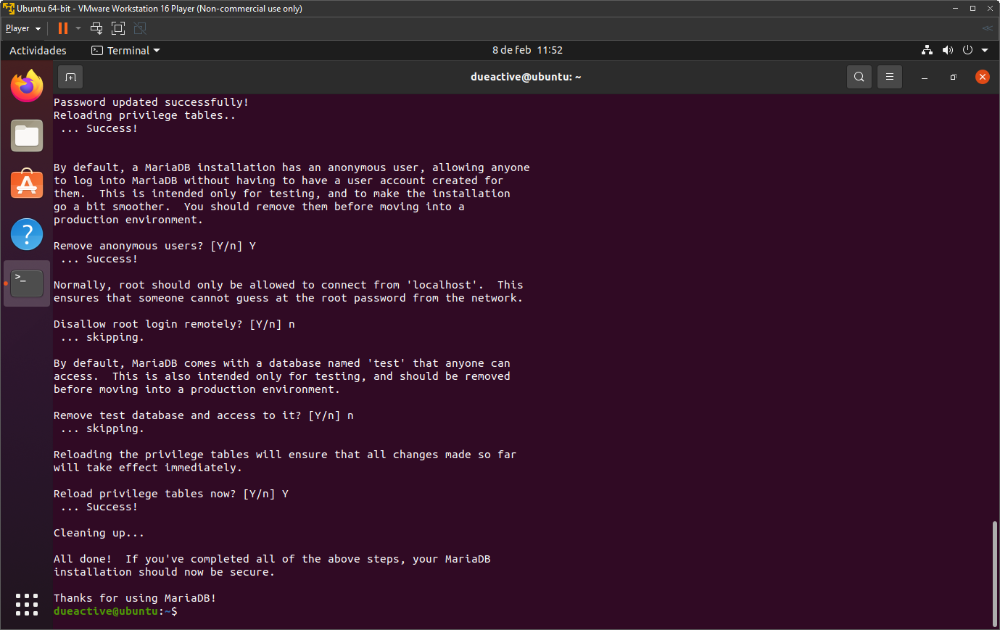 Ubuntu 64-bit - VMware Workstation 16 Player (Non-commercial use only)
Player
Actividades
Terminal
8 de feb 11:52
dueactive@ubuntu: ~
Password updated successfully!
Reloading privilege tables..
 ... Success!
By default, a MariaDB installation has an anonymous user, allowing anyone
to log into MariaDB without having to have a user account created for
them.  This is intended only for testing, and to make the installation
go a bit smoother.  You should remove them before moving into a
production environment.
Remove anonymous users? [Y/n] Y
 ... Success!
Normally, root should only be allowed to connect from 'localhost'.  This
ensures that someone cannot guess at the root password from the network.
Disallow root login remotely? [Y/n] n
 ... skipping.
By default, MariaDB comes with a database named 'test' that anyone can
access.  This is also intended only for testing, and should be removed
before moving into a production environment.
Remove test database and access to it? [Y/n] n
 ... skipping.
Reloading the privilege tables will ensure that all changes made so far
will take effect immediately.
Reload privilege tables now? [Y/n] Y
 ... Success!
Cleaning up...
All done!  If you've completed all of the above steps, your MariaDB
installation should now be secure.
Thanks for using MariaDB!
dueactive@ubuntu:~$